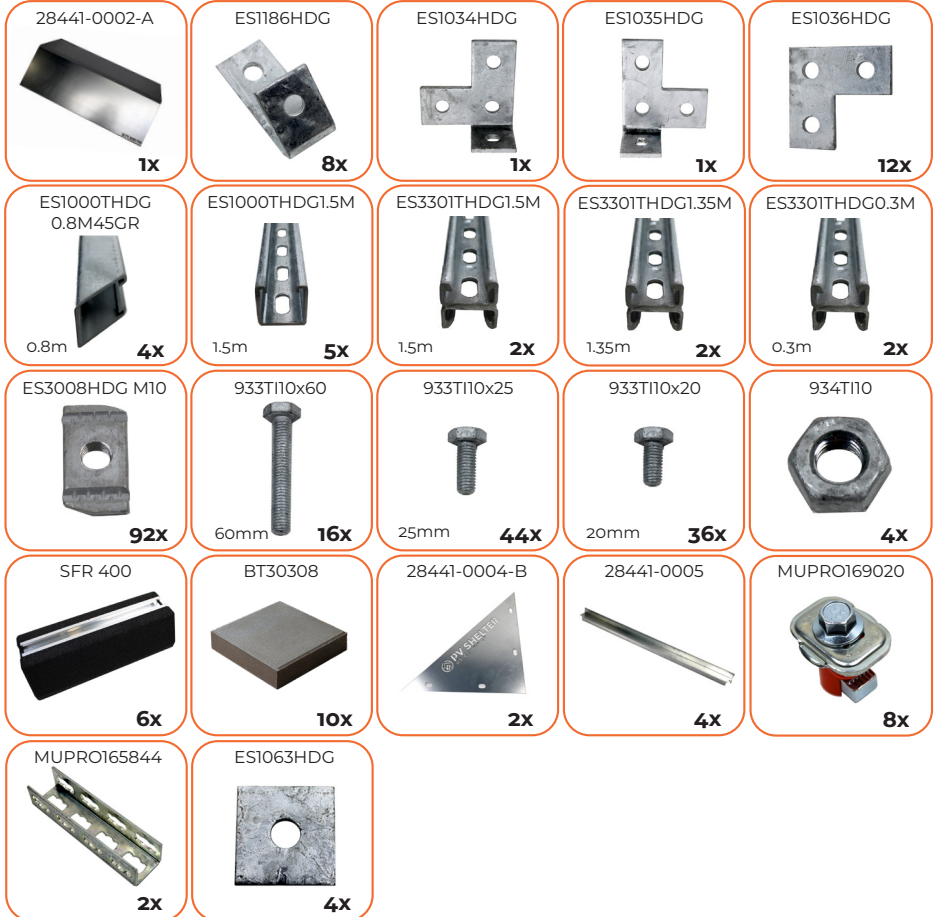 28441-0002-A
1x
ES1186HDG
8x
ES1034HDG
1x
ES1035HDG
1x
ES1036HDG
12x
ES1000THDG
0.8M45GR
0.8m 4x
ES1000THDG1.5M
1.5m 5x
ES3301THDG1.5M
1.5m 2x
ES3301THDG1.35M
1.35m 2x
ES3301THDG0.3M
0.3m 2x
ES3008HDG M10
92x
933TI10x60
60mm 16x
933TI10x25
25mm 44x
933TI10x20
20mm 36x
934TI10
4x
SFR 400
6x
BT30308
10x
28441-0004-B
PV SHELTER
2x
28441-0005
4x
MUPRO169020
8x
MUPRO165844
2x
ES1063HDG
4x